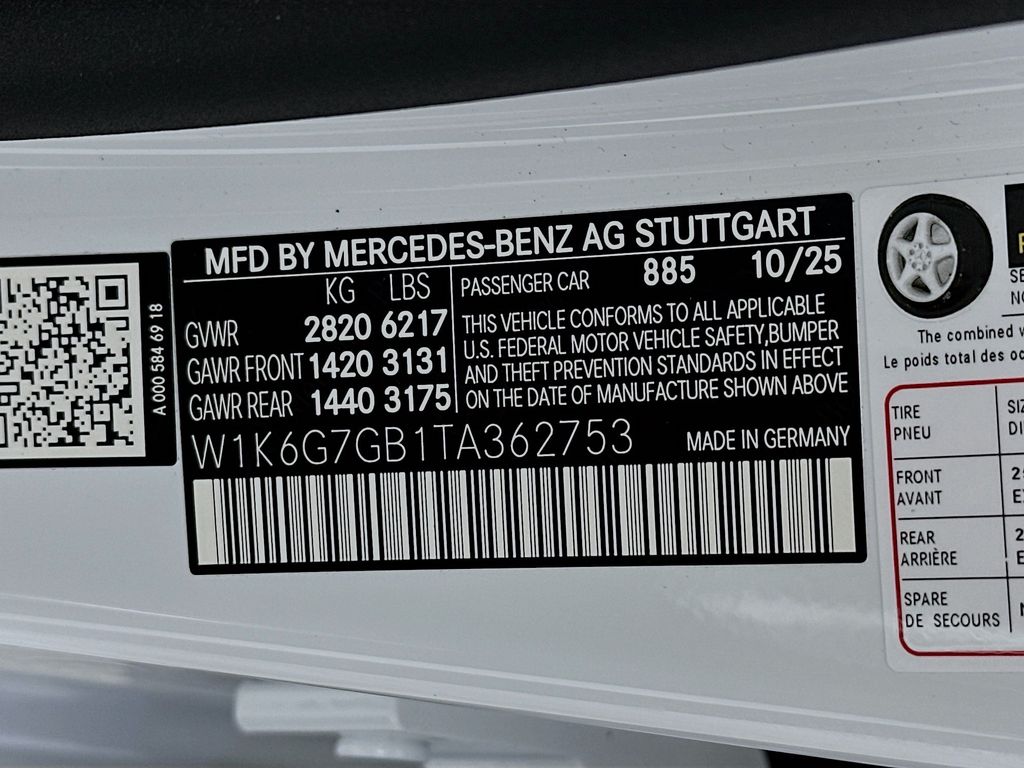 A 000 584 69 18
MFD BY MERCEDES-BENZ AG STUTTGART
KG LBS
GVWR 2820 6217
GAWR FRONT 1420 3131
GAWR REAR 1440 3175
PASSENGER CAR 885 10/25
THIS VEHICLE CONFORMS TO ALL APPLICABLE
U.S. FEDERAL MOTOR VEHICLE SAFETY,BUMPER
AND THEFT PREVENTION STANDARDS IN EFFECT
ON THE DATE OF MANUFACTURE SHOWN ABOVE
W1K6G7GB1TA362753
MADE IN GERMANY
The combined
Le poids total des
TIRE
PNEU
FRONT
AVANT
REAR
ARRIÈRE
SPARE
DE SECOURS